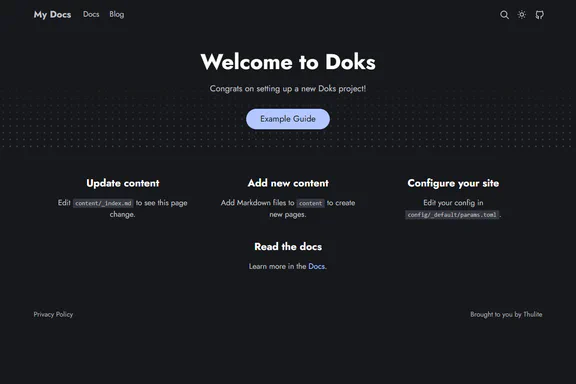 My Docs Docs Blog
Welcome to Doks
Congrats on setting up a new Doks project!
Example Guide
Update content
Edit content/_index.md to see this page
change.
Add new content
Add Markdown files to content to create
new pages.
Configure your site
Edit your config in
config/_default/params.toml.
Read the docs
Learn more in the Docs.
Privacy Policy
Brought to you by Thulite